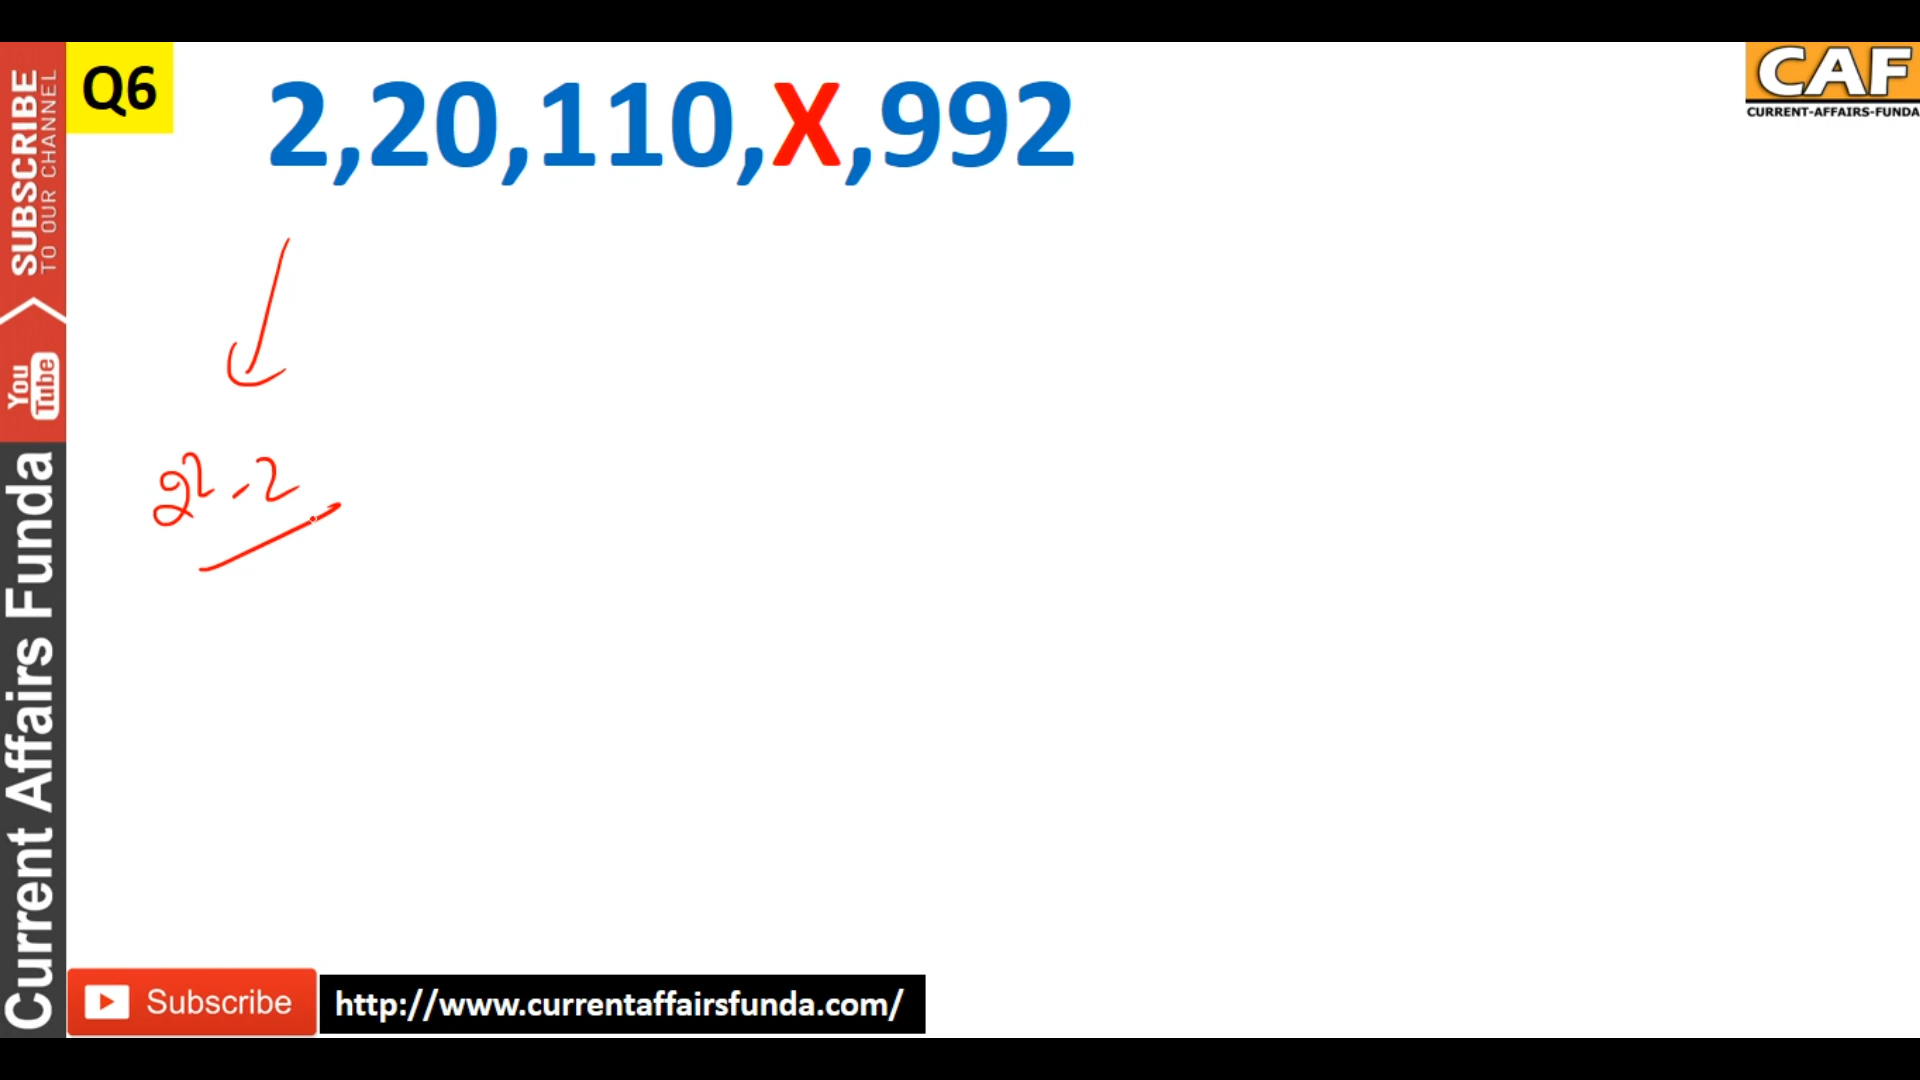 Q6
2,20,110,X,992
CAF
CURRENT-AFFAIRS-FUNDA
SUBSCRIBE
TO OUR CHANNEL
You
Tube
Current Affairs Funda
2² - 2
Subscribe
http://www.currentaffairsfunda.com/